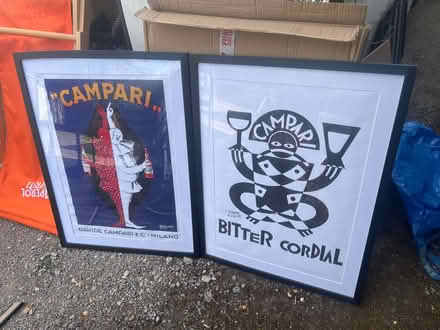 "CAMPARI"
DAVIDE CAMPARI & C. - MILANO
CAMPARI
BITTER CORDIAL